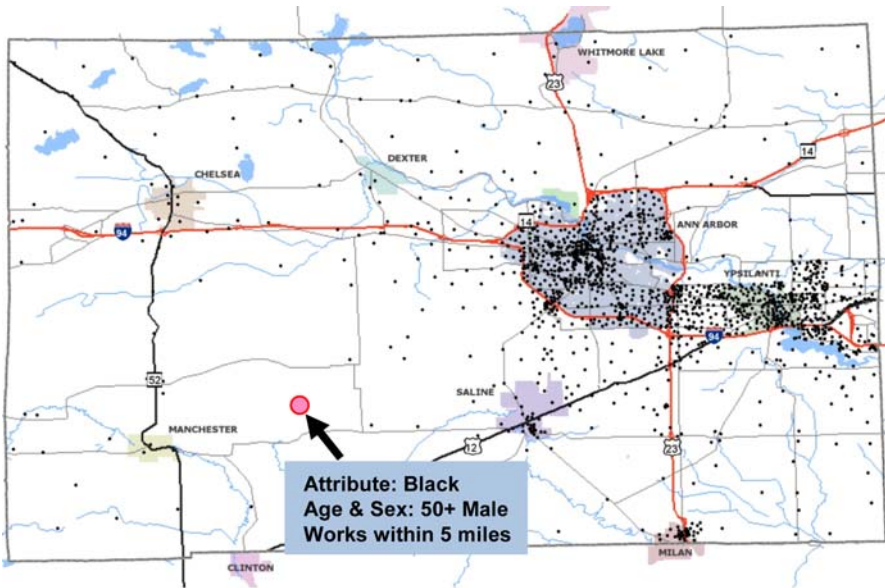 WHITMORE LAKE
23
14
DEXTER
CHELSEA
94
14
ANN ARBOR
YPSILANTI
94
52
SALINE
MANCHESTER
12
23
Attribute: Black
Age & Sex: 50+ Male
Works within 5 miles
MILAN
CLINTON